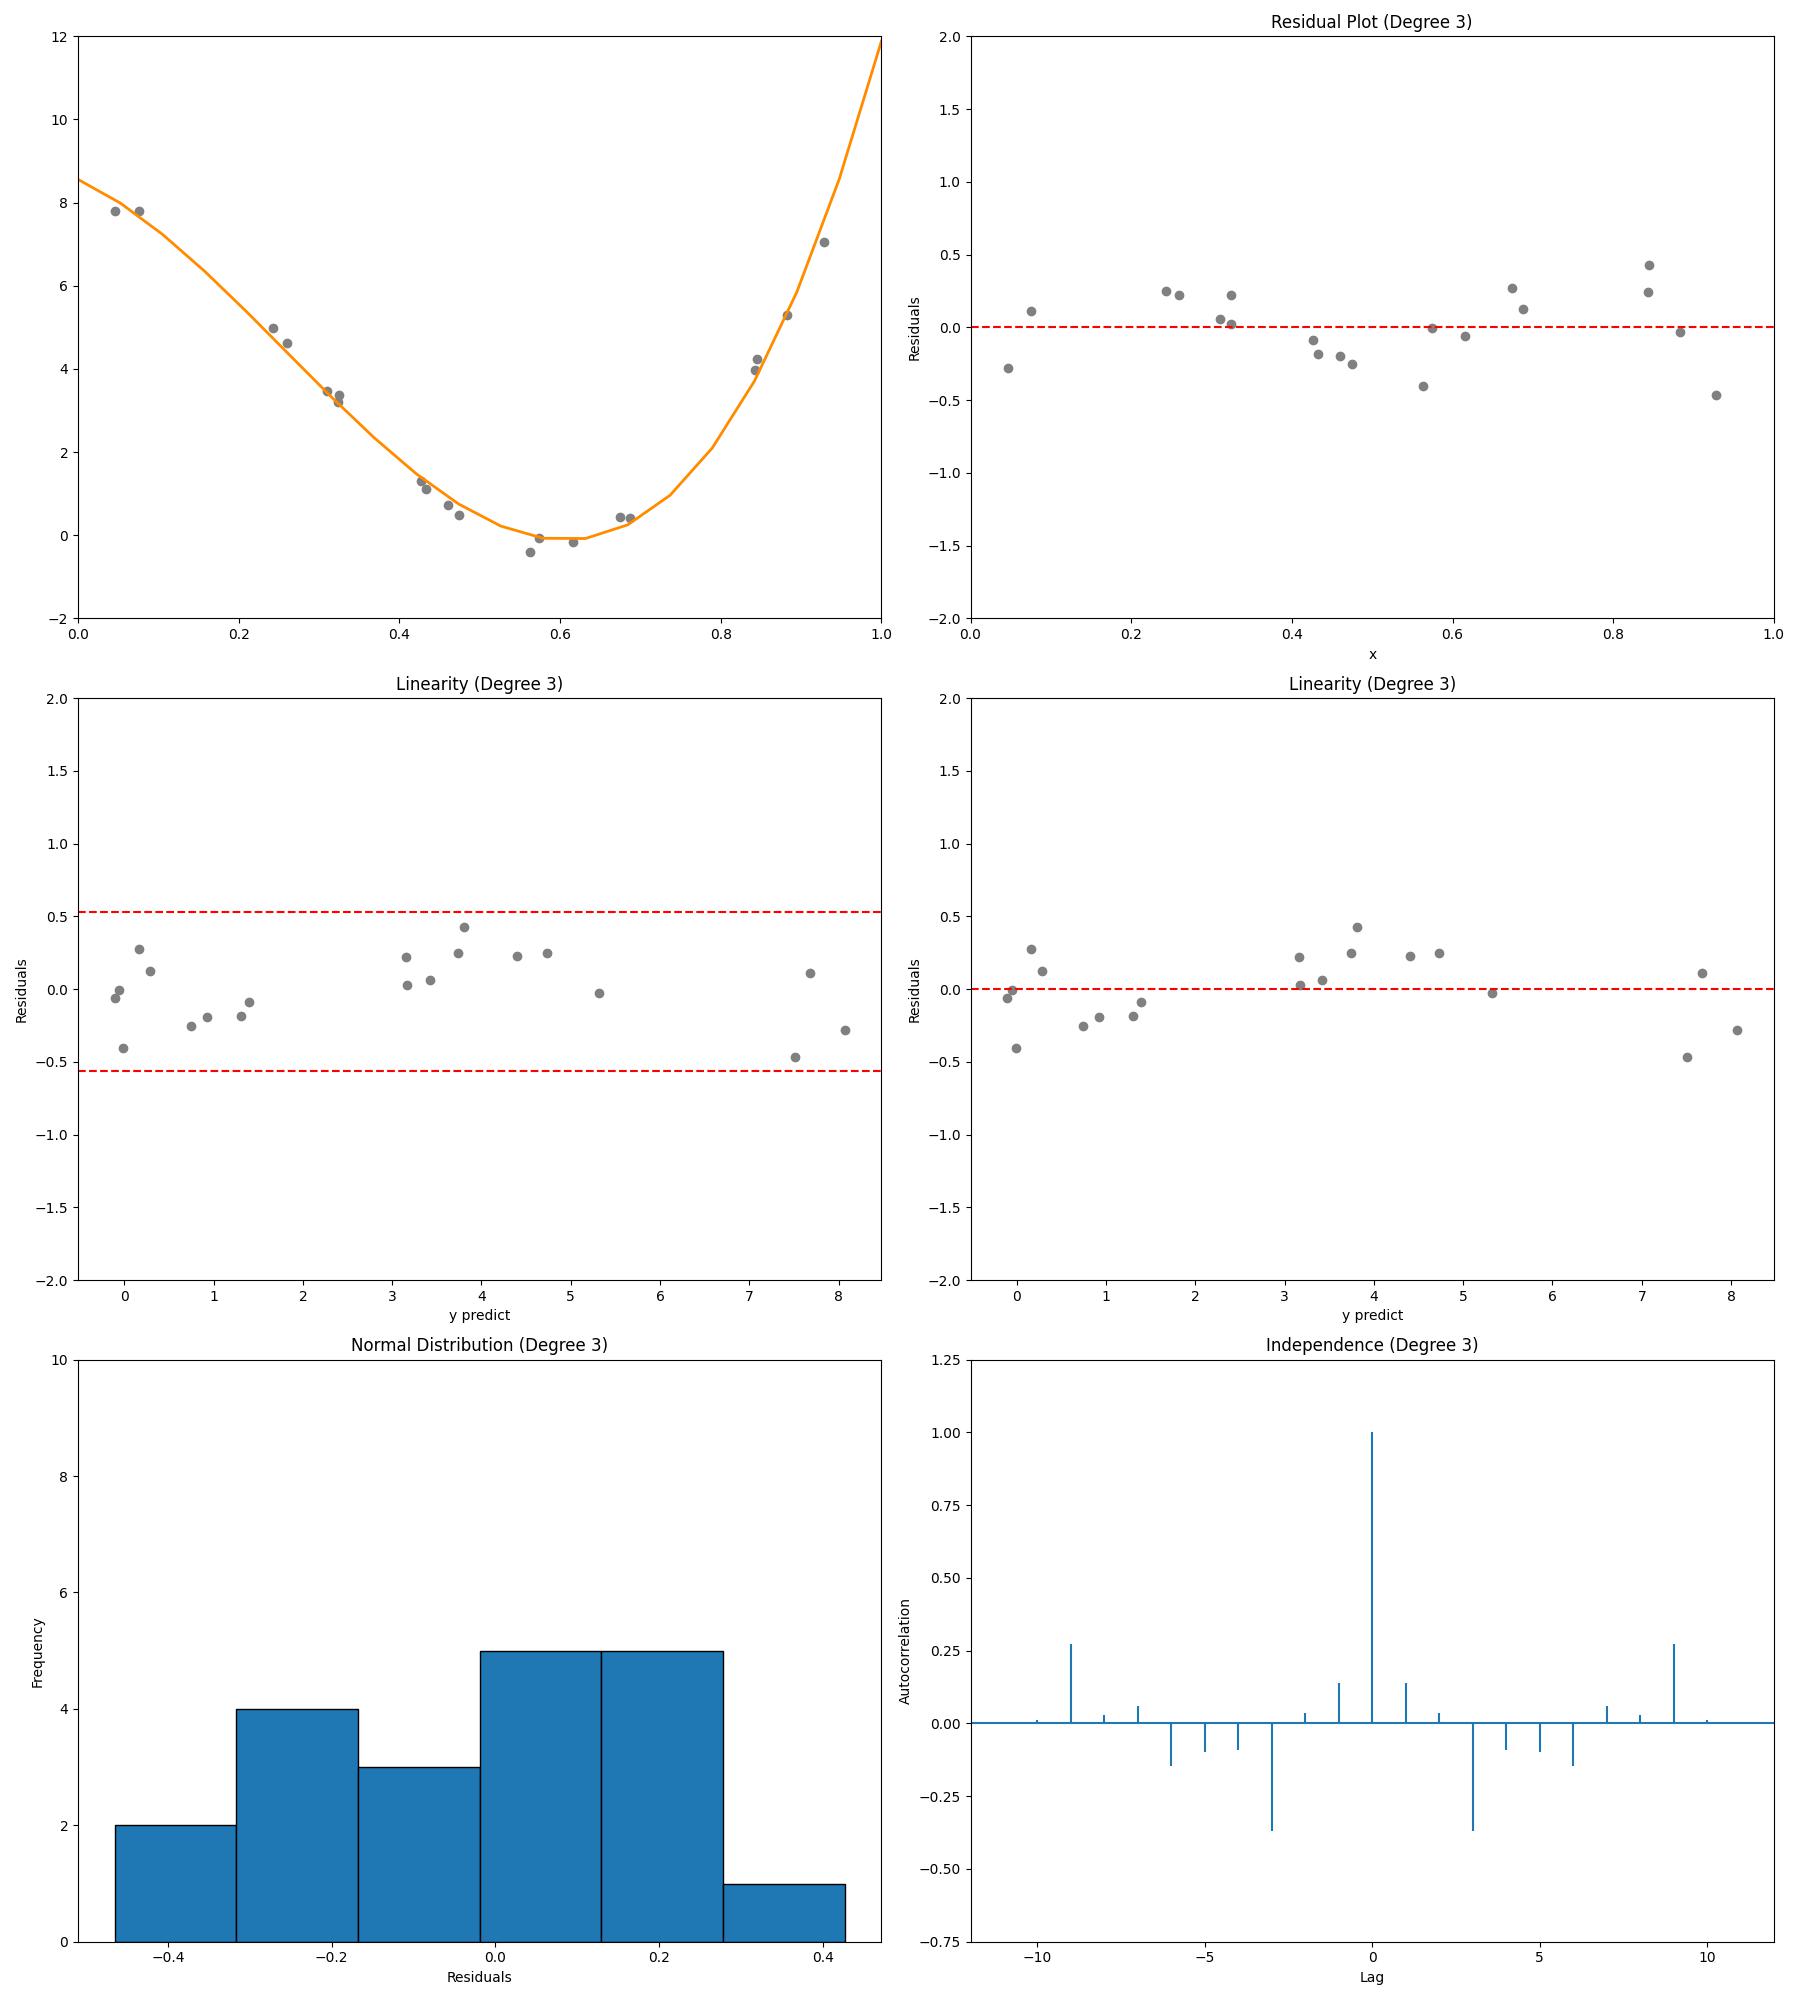 12
10
8
6
4
2
0
−2
0.0 0.2 0.4 0.6 0.8 1.0
Residual Plot (Degree 3)
Residuals
2.0
1.5
1.0
0.5
0.0
−0.5
−1.0
−1.5
−2.0
0.0 0.2 0.4 0.6 0.8 1.0
x
Linearity (Degree 3)
Residuals
2.0
1.5
1.0
0.5
0.0
−0.5
−1.0
−1.5
−2.0
0 1 2 3 4 5 6 7 8
y predict
Linearity (Degree 3)
Residuals
2.0
1.5
1.0
0.5
0.0
−0.5
−1.0
−1.5
−2.0
0 1 2 3 4 5 6 7 8
y predict
Normal Distribution (Degree 3)
Frequency
10
8
6
4
2
0
−0.4 −0.2 0.0 0.2 0.4
Residuals
Independence (Degree 3)
Autocorrelation
1.25
1.00
0.75
0.50
0.25
0.00
−0.25
−0.50
−0.75
−10 −5 0 5 10
Lag